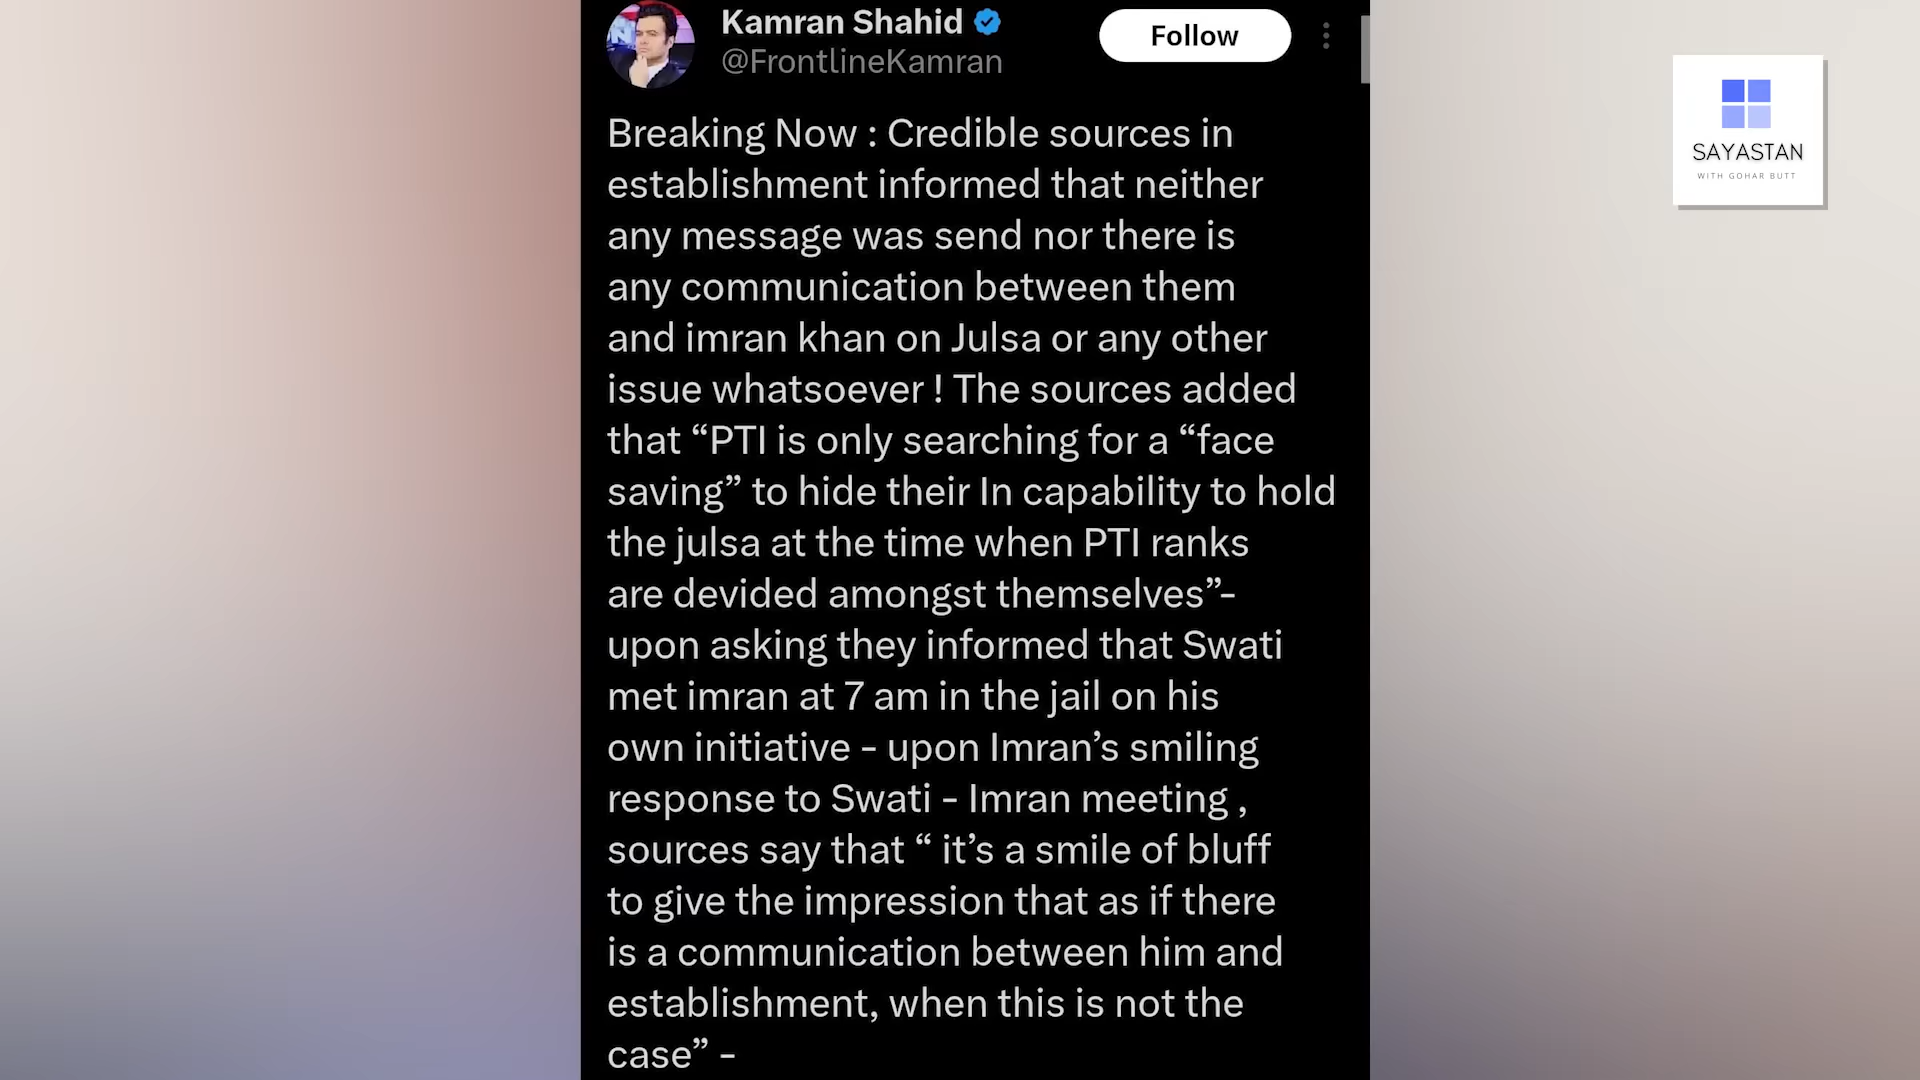 Kamran Shahid
@FrontlineKamran
Follow
Breaking Now : Credible sources in
establishment informed that neither
any message was send nor there is
any communication between them
and imran khan on Julsa or any other
issue whatsoever ! The sources added
that “PTI is only searching for a “face
saving” to hide their In capability to hold
the julsa at the time when PTI ranks
are devided amongst themselves”-
upon asking they informed that Swati
met imran at 7 am in the jail on his
own initiative - upon Imran’s smiling
response to Swati - Imran meeting ,
sources say that “ it’s a smile of bluff
to give the impression that as if there
is a communication between him and
establishment, when this is not the
case” -
SAYASTAN
WITH GOHAR BUTT